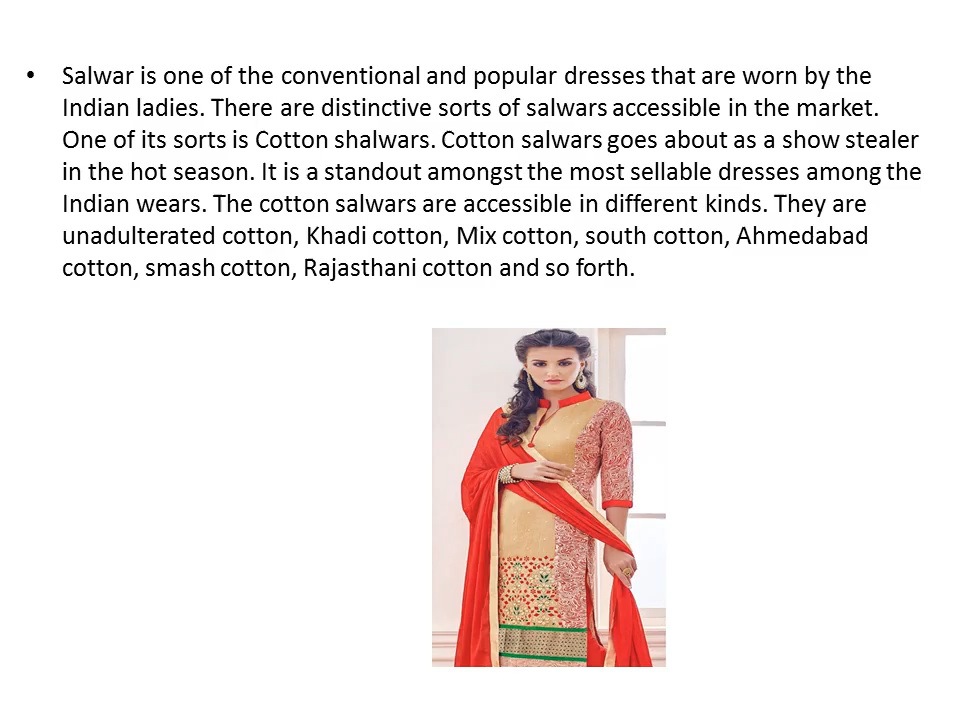 • Salwar is one of the conventional and popular dresses that are worn by the
Indian ladies. There are distinctive sorts of salwars accessible in the market.
One of its sorts is Cotton shalwars. Cotton salwars goes about as a show stealer
in the hot season. It is a standout amongst the most sellable dresses among the
Indian wears. The cotton salwars are accessible in different kinds. They are
unadulterated cotton, Khadi cotton, Mix cotton, south cotton, Ahmedabad
cotton, smash cotton, Rajasthani cotton and so forth.